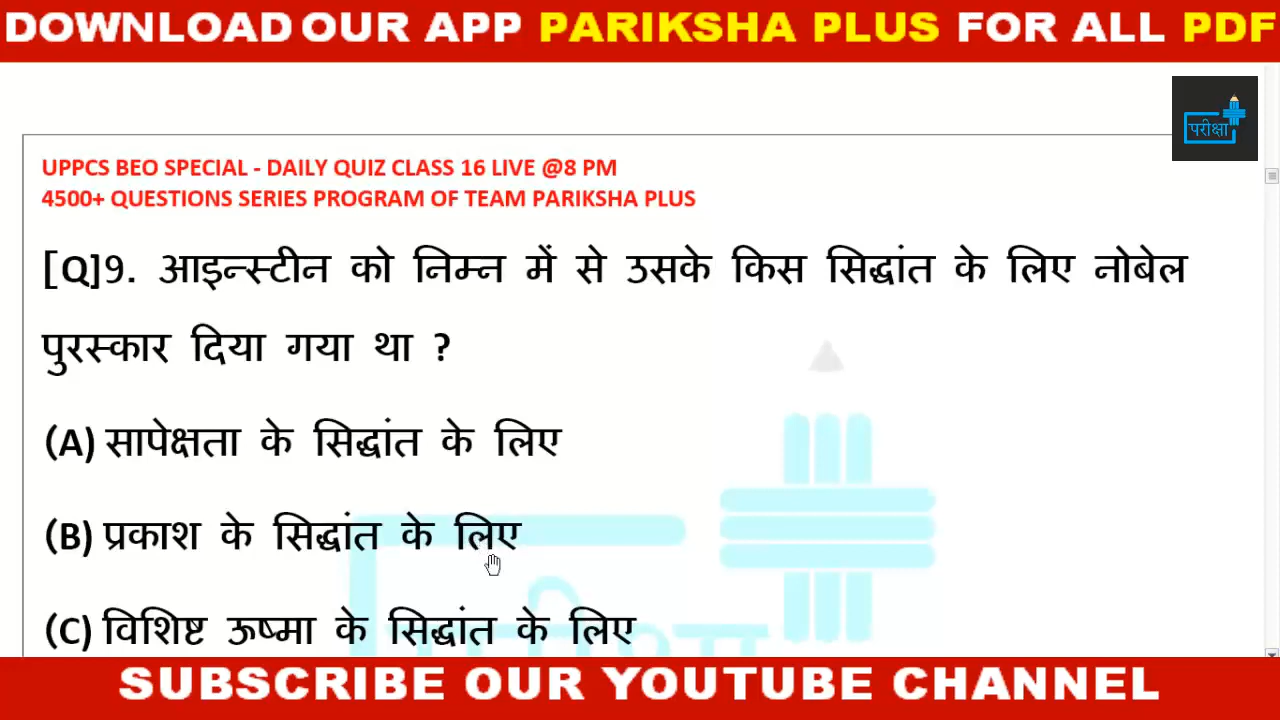 DOWNLOAD OUR APP PARIKSHA PLUS FOR ALL PDF
परीक्षा
UPPCS BEO SPECIAL - DAILY QUIZ CLASS 16 LIVE @8 PM
4500+ QUESTIONS SERIES PROGRAM OF TEAM PARIKSHA PLUS
[Q]9. आइन्स्टीन को निम्न में से उसके किस सिद्धांत के लिए नोबेल
पुरस्कार दिया गया था ?
(A) सापेक्षता के सिद्धांत के लिए
(B) प्रकाश के सिद्धांत के लिए
(C) विशिष्ट ऊष्मा के सिद्धांत के लिए
SUBSCRIBE OUR YOUTUBE CHANNEL